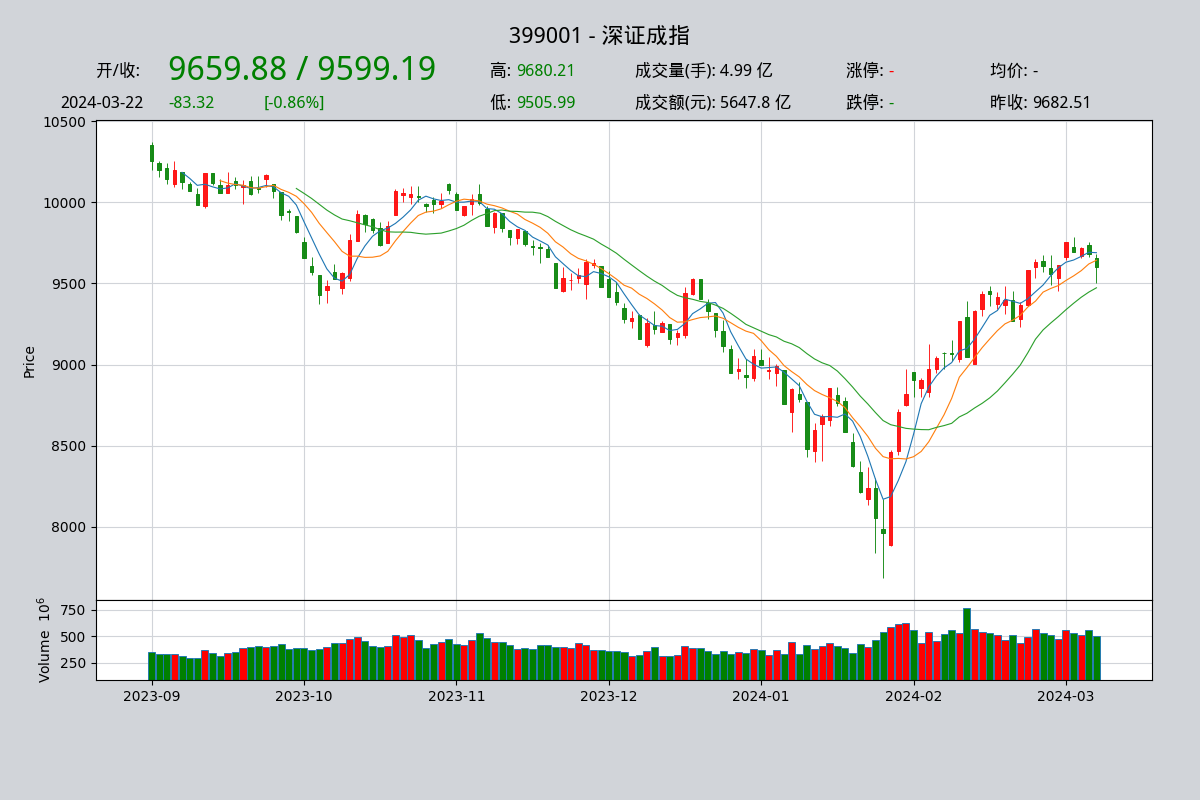 399001 - 深证成指
开/收: 9659.88 / 9599.19 高: 9680.21 成交量(手): 4.99 亿 涨停: - 均价: -
2024-03-22 -83.32 [-0.86%] 低: 9505.99 成交额(元): 5647.8 亿 跌停: - 昨收: 9682.51
10500
10000
9500
9000
8500
8000
Price
750
500
250
Volume 10^6
2023-09 2023-10 2023-11 2023-12 2024-01 2024-02 2024-03